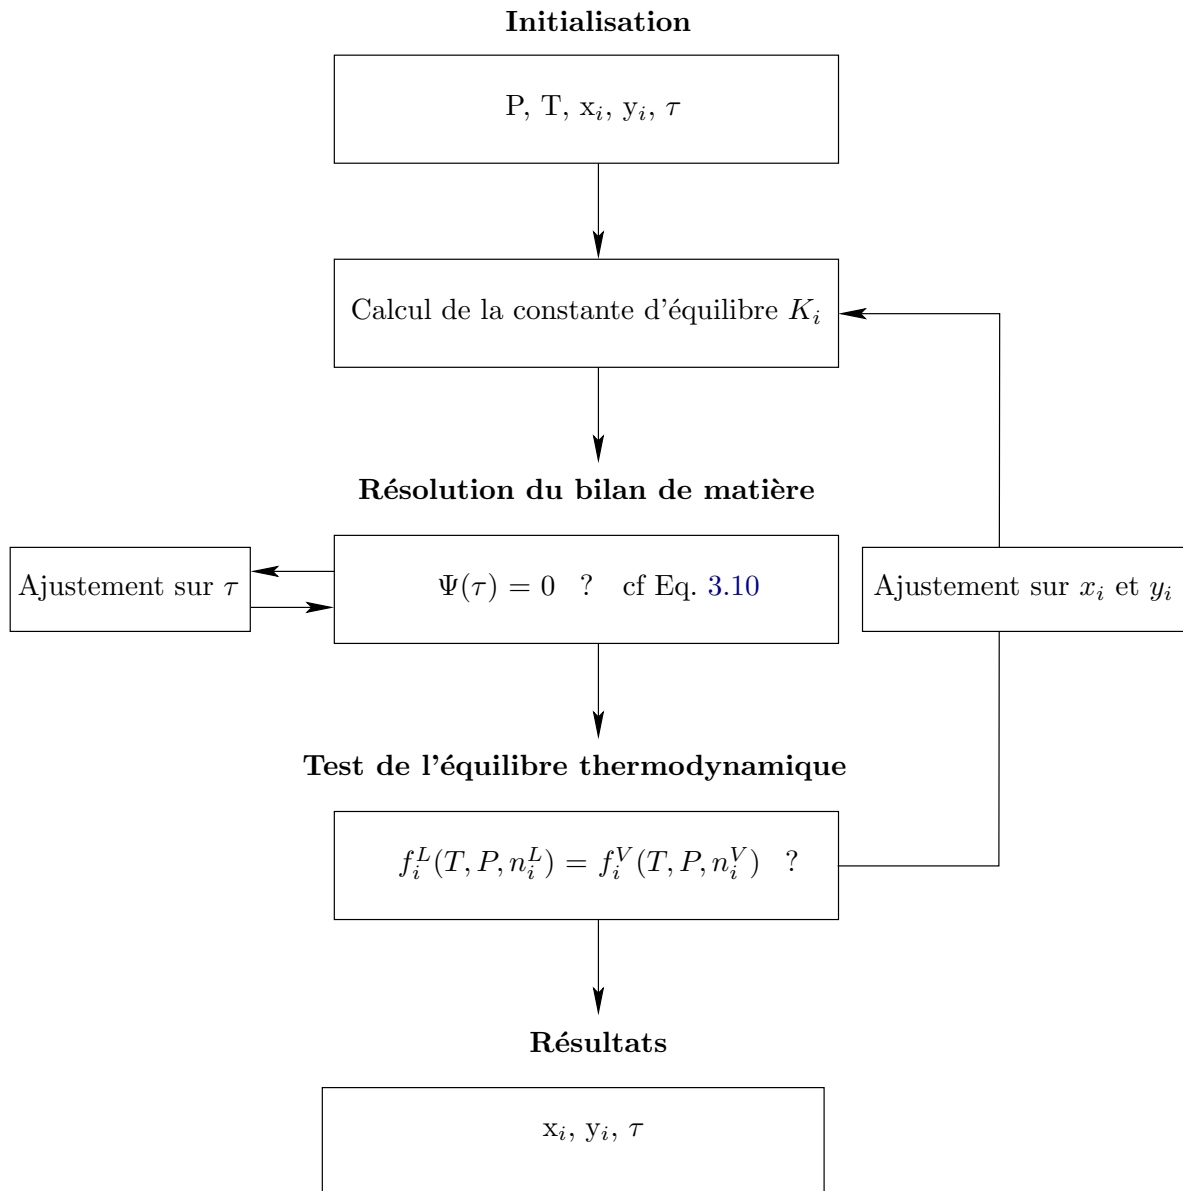 Initialisation
P, T, x_i, y_i, τ
Calcul de la constante d'équilibre K_i
Résolution du bilan de matière
Ajustement sur τ
Ψ(τ) = 0 ? cf Eq. 3.10
Ajustement sur x_i et y_i
Test de l'équilibre thermodynamique
f_i^L(T, P, n_i^L) = f_i^V(T, P, n_i^V) ?
Résultats
x_i, y_i, τ